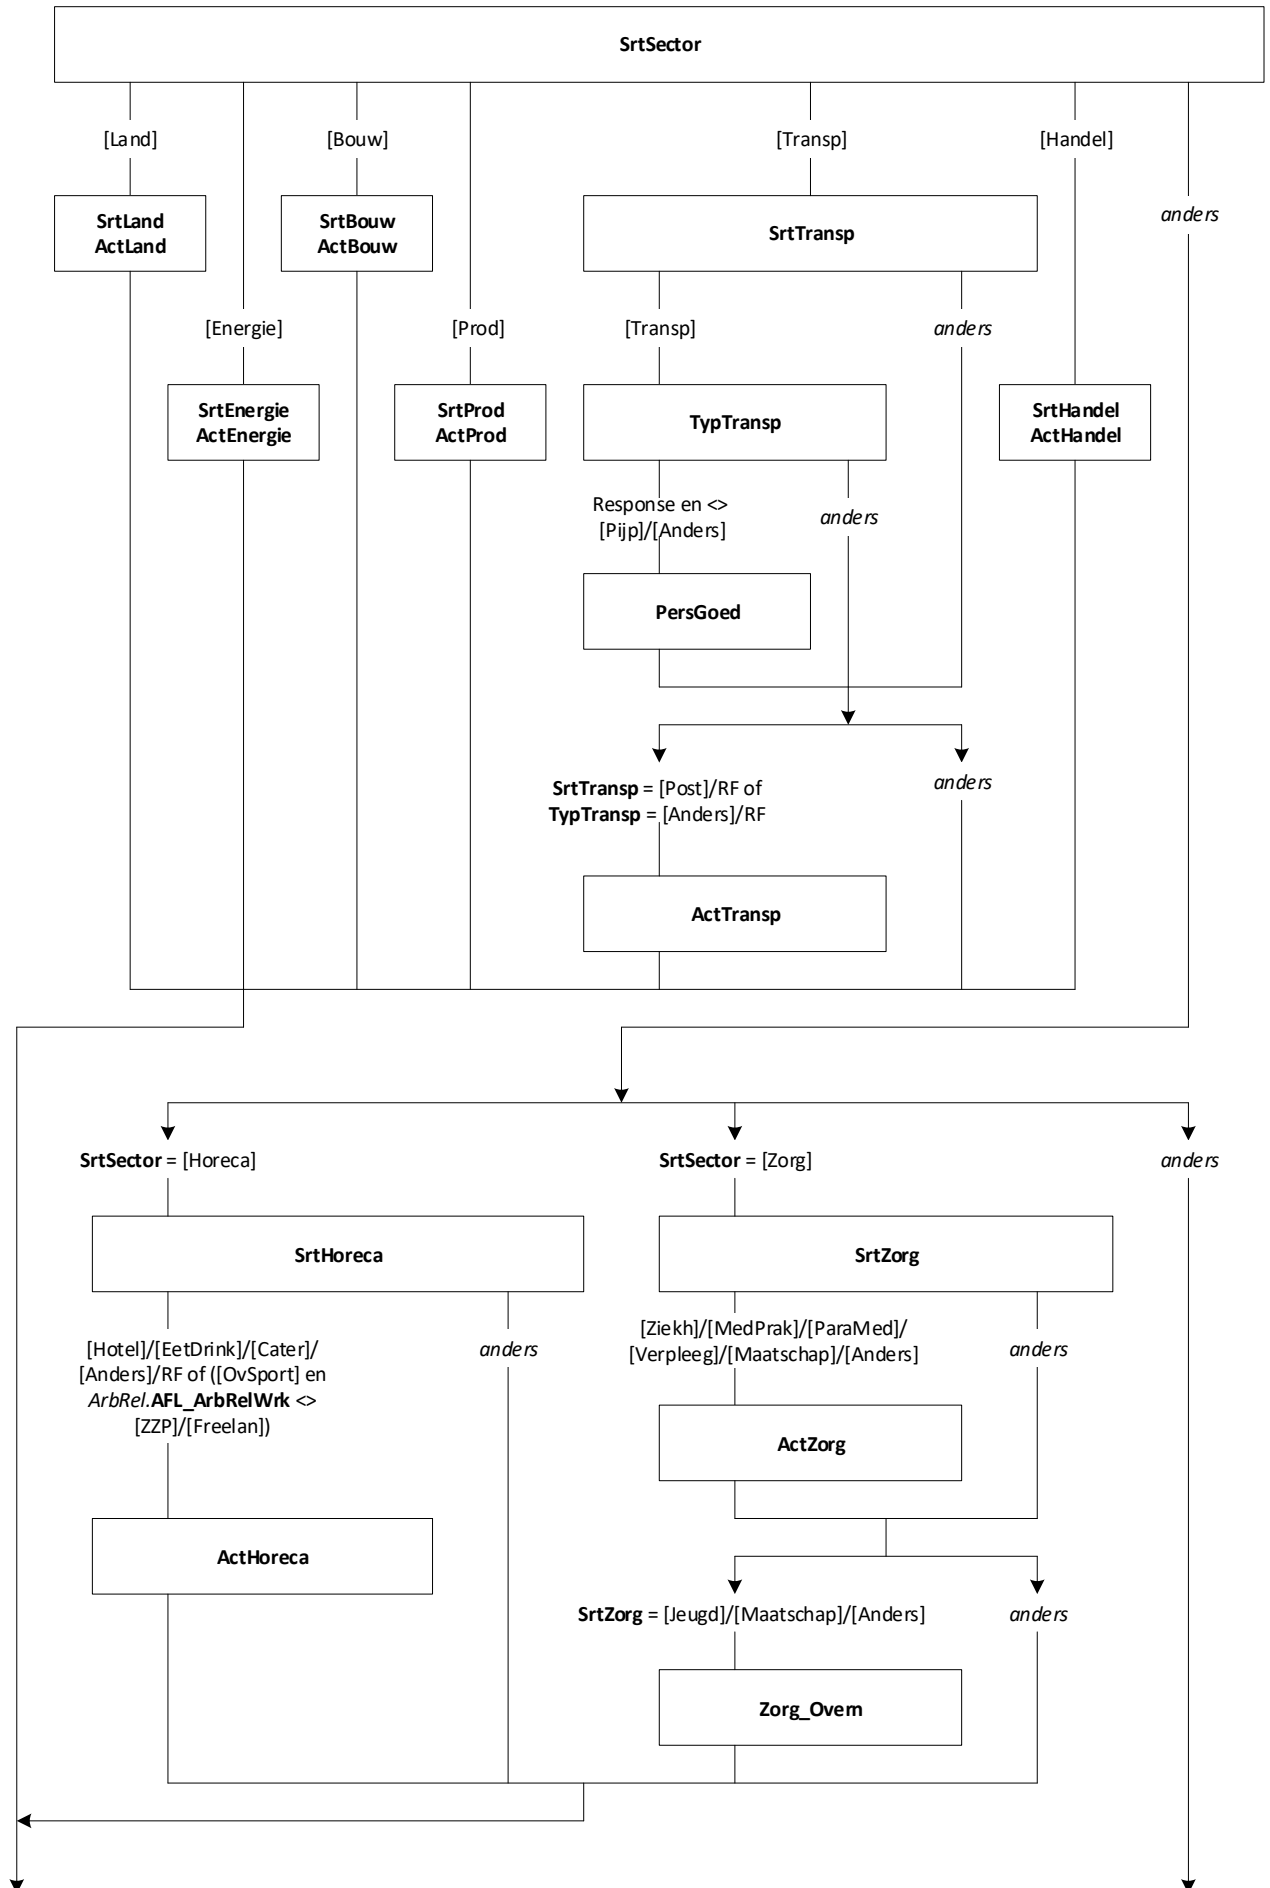 SrtSector
[Land]
[Bouw]
[Transp]
[Handel]
SrtLand
ActLand
SrtBouw
ActBouw
SrtTransp
anders
[Energie]
[Prod]
[Transp]
anders
SrtEnergie
ActEnergie
SrtProd
ActProd
TypTransp
SrtHandel
ActHandel
Response en <>
[Pijp]/[Anders]
anders
PersGoed
SrtTransp = [Post]/RF of
TypTransp = [Anders]/RF
anders
ActTransp
SrtSector = [Horeca]
SrtSector = [Zorg]
anders
SrtHoreca
SrtZorg
[Hotel]/[EetDrink]/[Cater]/
[Anders]/RF of ([OvSport] en
ArbRel.AFL_ArbRelWrk <>
[ZZP]/[Freelan])
anders
[Ziekh]/[MedPrak]/[ParaMed]/
[Verpleeg]/[Maatschap]/[Anders]
anders
ActZorg
ActHoreca
SrtZorg = [Jeugd]/[Maatschap]/[Anders]
anders
Zorg_Overn